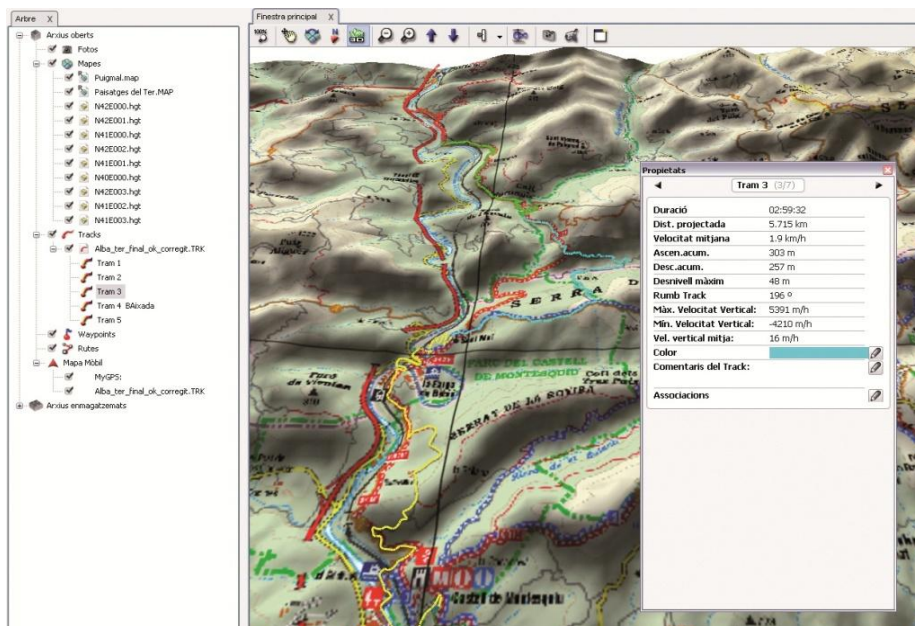 Arbre X
Arxius oberts
Fotos
Mapes
Puigmal.map
Paisatges del Ter.MAP
N42E000.hgt
N42E001.hgt
N41E000.hgt
N42E002.hgt
N41E001.hgt
N40E000.hgt
N42E003.hgt
N41E002.hgt
N41E003.hgt
Tracks
Alba_ter_final_ok_corregit.TRK
Tram 1
Tram 2
Tram 3
Tram 4 BAixada
Tram 5
Waypoints
Rutes
Mapa Mòbil
MyGPS:
Alba_ter_final_ok_corregit.TRK
Arxius enmagatzemats
Finestra principal X
100%
N
SERRA D
PARC DEL CASTELL
DE MONTESQUIU
Coll dels
SERRAT DE LA ROVIRA
Castell de Montesquiu
Propietats
Tram 3 (3/7)
Duració 02:59:32
Dist. projectada 5.715 km
Velocitat mitjana 1.9 km/h
Ascen.acum. 303 m
Desc.acum. 257 m
Desnivell màxim 48 m
Rumb Track 196 º
Màx. Velocitat Vertical: 5391 m/h
Mín. Velocitat Vertical: -4210 m/h
Vel. vertical mitja: 16 m/h
Color
Comentaris del Track:
Associacions